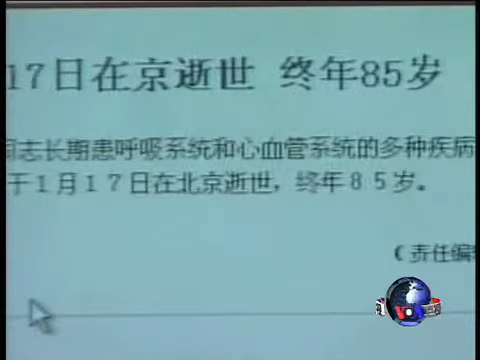 17日在京逝世 终年85岁
同志长期患呼吸系统和心血管系统的多种疾病
于１月１７日在北京逝世，终年８５岁。
（责任编辑
VOA